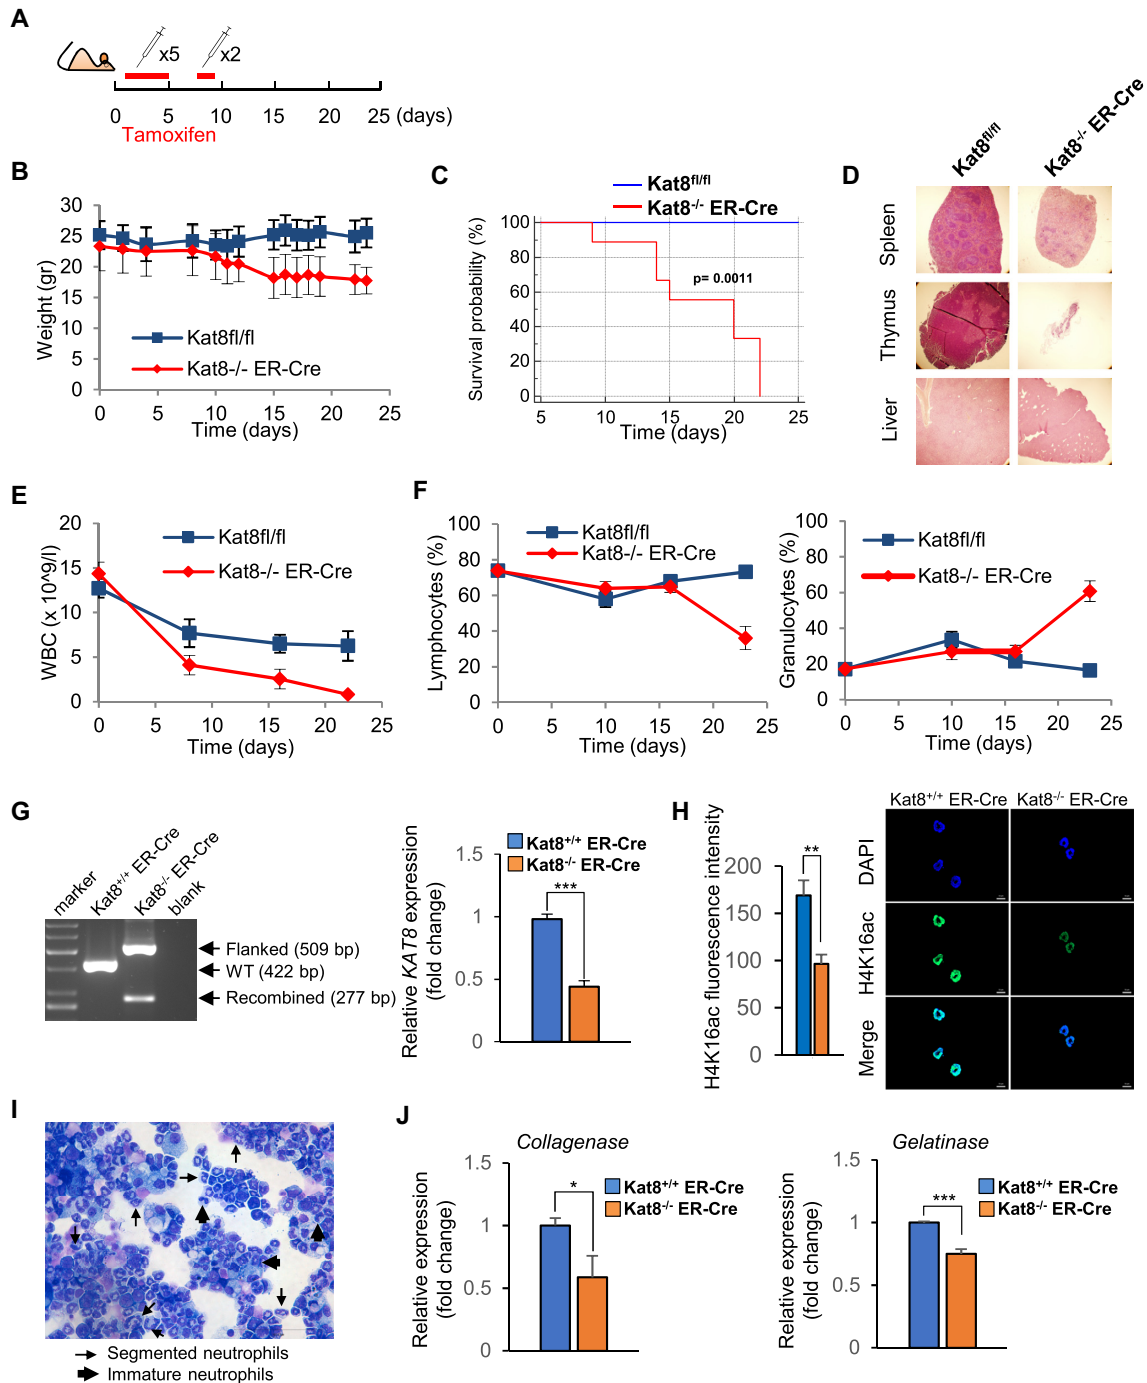 A
x5
x2
0 5 10 15 20 25 (days)
Tamoxifen
B
Weight (gr)
30
25
20
15
10
5
0
Kat8fl/fl
Kat8-/- ER-Cre
0 5 10 15 20 25
Time (days)
C
Kat8fl/fl
Kat8-/- ER-Cre
Survival probability (%)
100
80
60
40
20
0
p= 0.0011
5 10 15 20 25
Time (days)
D
Kat8fl/fl
Kat8-/- ER-Cre
Spleen
Thymus
Liver
E
WBC (x 10^9/l)
20
15
10
5
0
Kat8fl/fl
Kat8-/- ER-Cre
0 5 10 15 20 25
Time (days)
F
Lymphocytes (%)
100
80
60
40
20
0
Kat8fl/fl
Kat8-/- ER-Cre
0 5 10 15 20 25
Time (days)
Granulocytes (%)
100
80
60
40
20
0
Kat8fl/fl
Kat8-/- ER-Cre
0 5 10 15 20 25
Time (days)
G
marker
Kat8+/+ ER-Cre
Kat8-/- ER-Cre
blank
Flanked (509 bp)
WT (422 bp)
Recombined (277 bp)
Relative KAT8 expression
(fold change)
1.5
1
0.5
0
Kat8+/+ ER-Cre
Kat8-/- ER-Cre
***
H
H4K16ac fluorescence intensity
200
150
100
50
0
**
Kat8+/+ ER-Cre
Kat8-/- ER-Cre
DAPI
H4K16ac
Merge
I
Segmented neutrophils
Immature neutrophils
J
Collagenase
Relative expression
(fold change)
1.5
1
0.5
0
*
Kat8+/+ ER-Cre
Kat8-/- ER-Cre
Gelatinase
Relative expression
(fold change)
1.5
1
0.5
0
***
Kat8+/+ ER-Cre
Kat8-/- ER-Cre